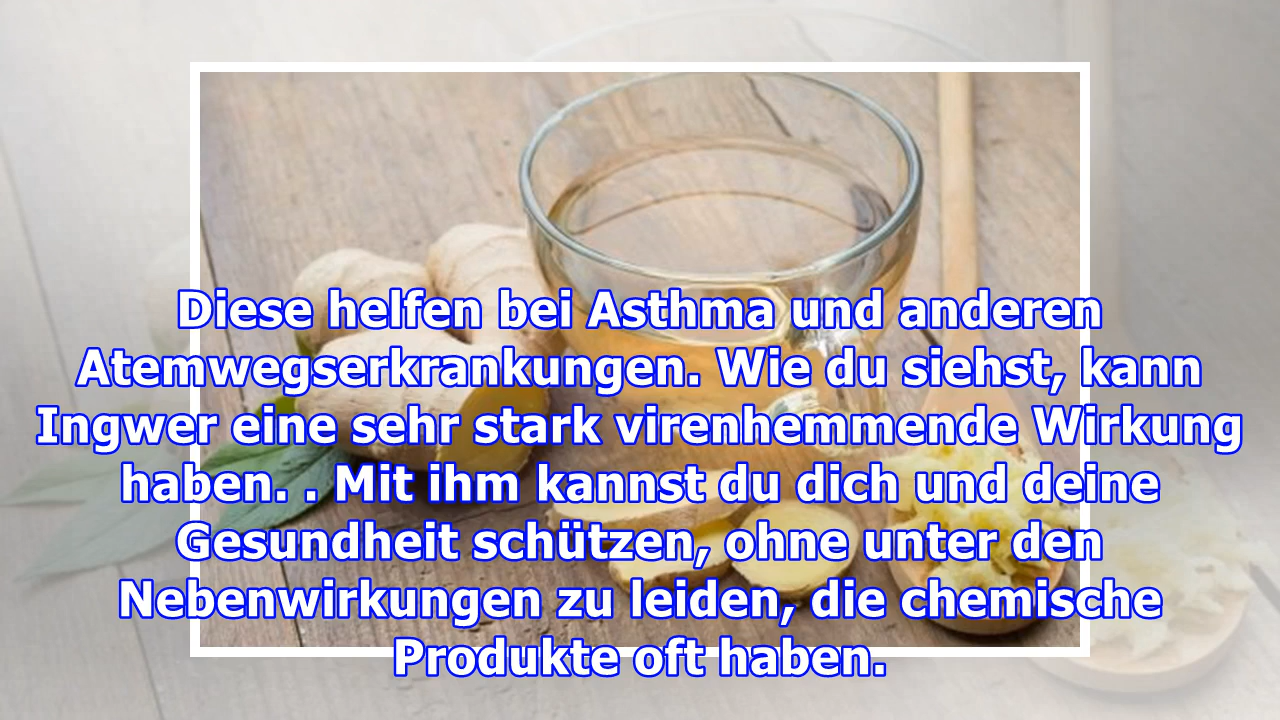 Diese helfen bei Asthma und anderen
Atemwegserkrankungen. Wie du siehst, kann
Ingwer eine sehr stark virenhemmende Wirkung
haben. . Mit ihm kannst du dich und deine
Gesundheit schützen, ohne unter den
Nebenwirkungen zu leiden, die chemische
Produkte oft haben.